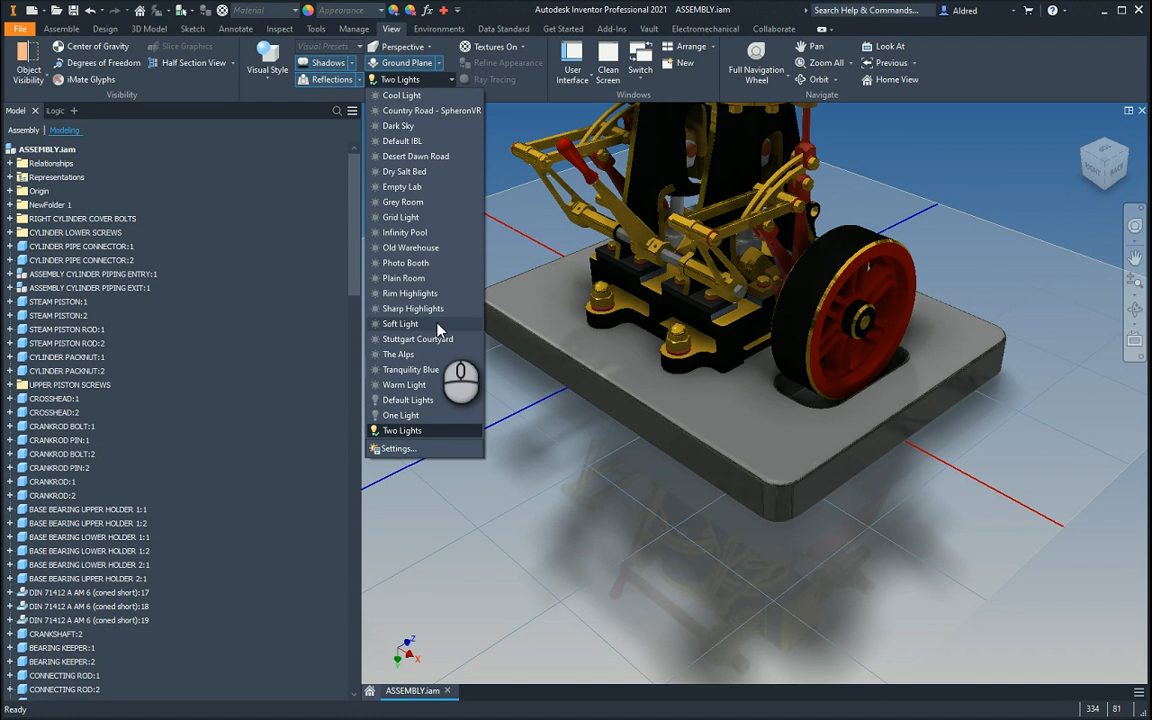 Material
Appearance
Autodesk Inventor Professional 2021 ASSEMBLY.iam
Search Help & Commands...
Aldred
File Assemble Design 3D Model Sketch Annotate Inspect Tools Manage View Environments Data Standard Get Started Add-Ins Vault Electromechanical Collaborate
Object Visibility
Center of Gravity
Degrees of Freedom
iMate Glyphs
Slice Graphics
Half Section View
Visibility
Visual Style
Visual Presets
Shadows
Reflections
Perspective
Ground Plane
Two Lights
Textures On
Refine Appearance
Ray Tracing
User Interface
Clean Screen
Switch
Arrange
New
Windows
Full Navigation Wheel
Pan
Zoom All
Orbit
Look At
Previous
Home View
Navigate
Model
Logic
Assembly Modeling
ASSEMBLY.iam
Relationships
Representations
Origin
NewFolder 1
RIGHT CYLINDER COVER BOLTS
CYLINDER LOWER SCREWS
CYLINDER PIPE CONNECTOR:1
CYLINDER PIPE CONNECTOR:2
ASSEMBLY CYLINDER PIPING ENTRY:1
ASSEMBLY CYLINDER PIPING EXIT:1
STEAM PISTON:1
STEAM PISTON:2
STEAM PISTON ROD:1
STEAM PISTON ROD:2
CYLINDER PACKNUT:1
CYLINDER PACKNUT:2
UPPER PISTON SCREWS
CROSSHEAD:1
CROSSHEAD:2
CRANKROD BOLT:1
CRANKROD PIN:1
CRANKROD BOLT:2
CRANKROD PIN:2
CRANKROD:1
CRANKROD:2
BASE BEARING UPPER HOLDER 1:1
BASE BEARING UPPER HOLDER 1:2
BASE BEARING LOWER HOLDER 1:1
BASE BEARING LOWER HOLDER 1:2
BASE BEARING LOWER HOLDER 2:1
BASE BEARING UPPER HOLDER 2:1
DIN 71412 A AM 6 (coned short):17
DIN 71412 A AM 6 (coned short):18
DIN 71412 A AM 6 (coned short):19
CRANKSHAFT:2
BEARING KEEPER:1
BEARING KEEPER:2
CONNECTING ROD:1
CONNECTING ROD:2
Cool Light
Country Road - SpheronVR
Dark Sky
Default IBL
Desert Dawn Road
Dry Salt Bed
Empty Lab
Grey Room
Grid Light
Infinity Pool
Old Warehouse
Photo Booth
Plain Room
Rim Highlights
Sharp Highlights
Soft Light
Stuttgart Courtyard
The Alps
Tranquility Blue
Warm Light
Default Lights
One Light
Two Lights
Settings...
RIGHT
BACK
Z
X
ASSEMBLY.iam
Ready
334 81